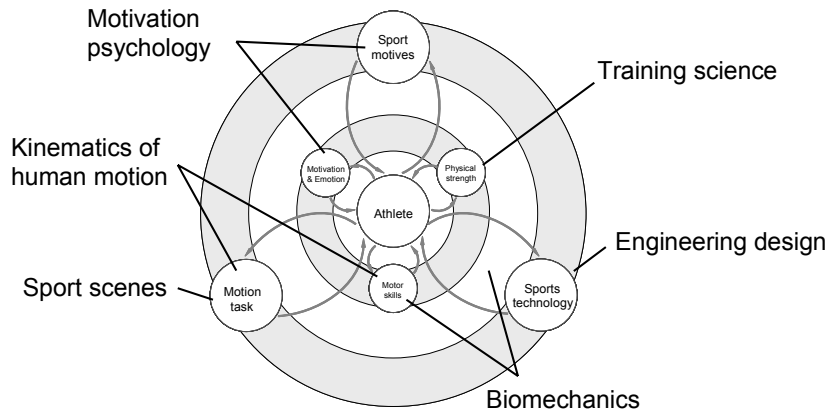 Motivation
psychology
Sport
motives
Training science
Kinematics of
human motion
Motivation
& Emotion
Physical
strength
Athlete
Engineering design
Sport scenes
Motion
task
Motor
skills
Sports
technology
Biomechanics